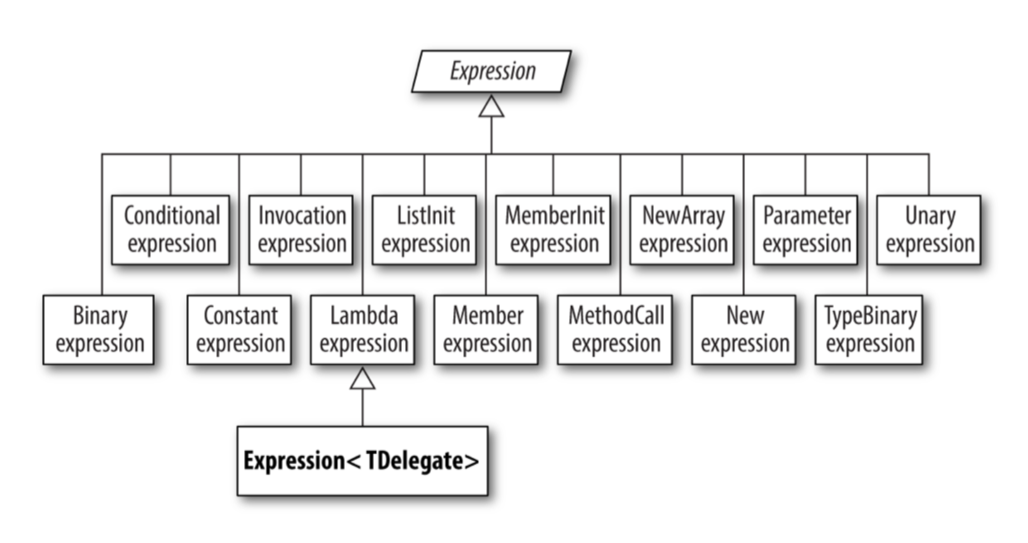 Expression
Conditional
expression
Invocation
expression
ListInit
expression
MemberInit
expression
NewArray
expression
Parameter
expression
Unary
expression
Binary
expression
Constant
expression
Lambda
expression
Member
expression
MethodCall
expression
New
expression
TypeBinary
expression
Expression< TDelegate>